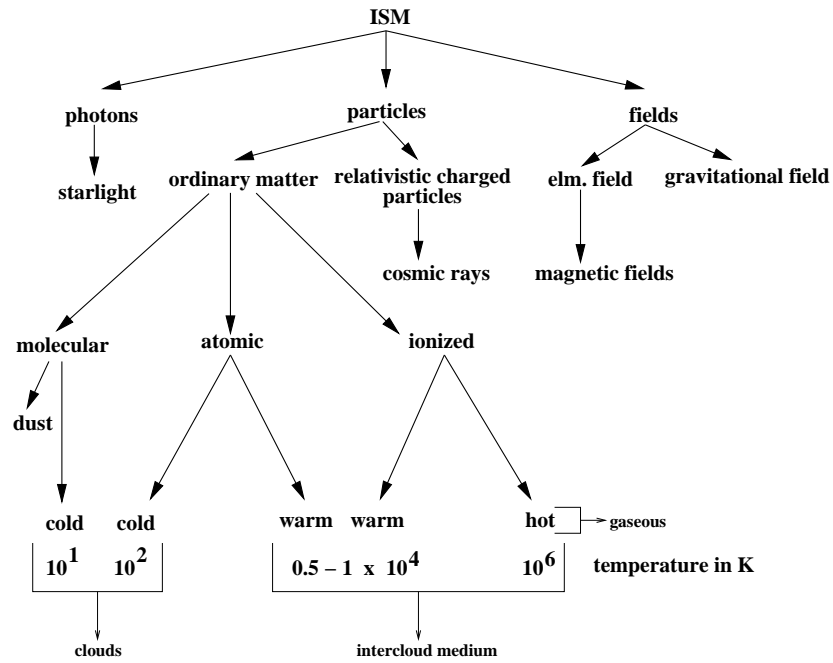 ISM
photons
particles
fields
starlight
ordinary matter
relativistic charged
particles
elm. field
gravitational field
cosmic rays
magnetic fields
molecular
atomic
ionized
dust
cold
cold
warm
warm
hot
gaseous
10^1
10^2
0.5 – 1 x 10^4
10^6
temperature in K
clouds
intercloud medium